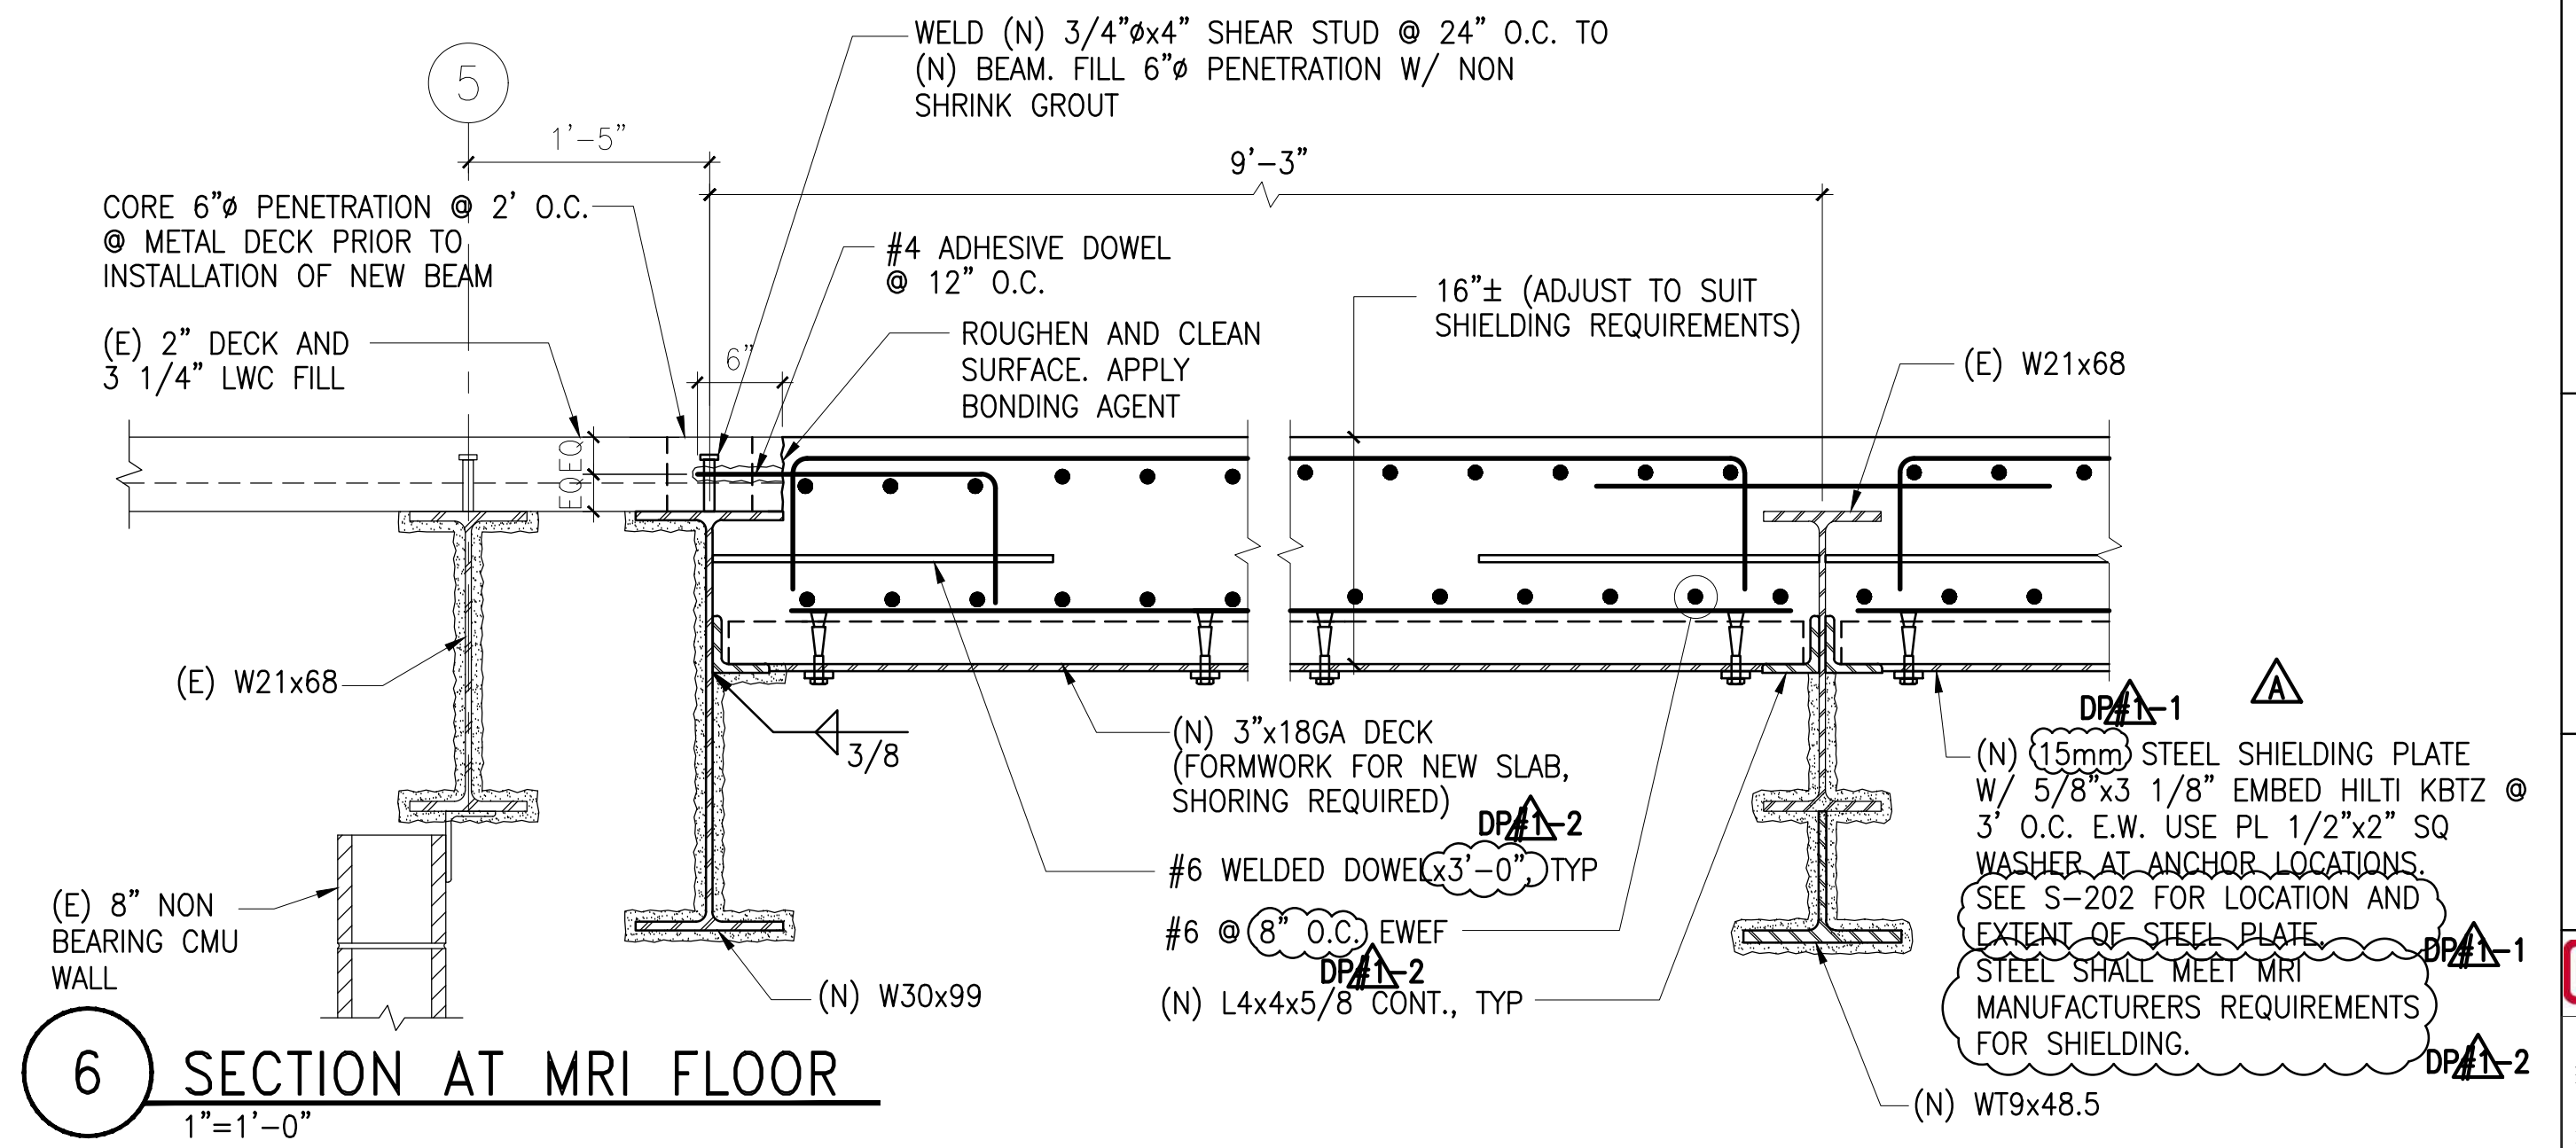 WELD (N) 3/4"øx4" SHEAR STUD @ 24" O.C. TO
(N) BEAM. FILL 6"ø PENETRATION W/ NON
SHRINK GROUT
5
1'-5"
9'-3"
CORE 6"ø PENETRATION @ 2' O.C.
@ METAL DECK PRIOR TO
INSTALLATION OF NEW BEAM
#4 ADHESIVE DOWEL
@ 12" O.C.
16"± (ADJUST TO SUIT
SHIELDING REQUIREMENTS)
(E) 2" DECK AND
3 1/4" LWC FILL
6"
ROUGHEN AND CLEAN
SURFACE. APPLY
BONDING AGENT
(E) W21x68
EQ
EQ
(E) W21x68
3/8
(N) 3"x18GA DECK
(FORMWORK FOR NEW SLAB,
SHORING REQUIRED)
DP#1-2
#6 WELDED DOWELx3'-0", TYP
#6 @ 8" O.C. EWEF
DP#1-2
(N) L4x4x5/8 CONT., TYP
DP#1-1
A
(N) 15mm STEEL SHIELDING PLATE
W/ 5/8"x3 1/8" EMBED HILTI KBTZ @
3' O.C. E.W. USE PL 1/2"x2" SQ
WASHER AT ANCHOR LOCATIONS.
SEE S-202 FOR LOCATION AND
EXTENT OF STEEL PLATE.
DP#1-1
STEEL SHALL MEET MRI
MANUFACTURERS REQUIREMENTS
FOR SHIELDING.
DP#1-2
(E) 8" NON
BEARING CMU
WALL
(N) W30x99
(N) WT9x48.5
6
SECTION AT MRI FLOOR
1"=1'-0"